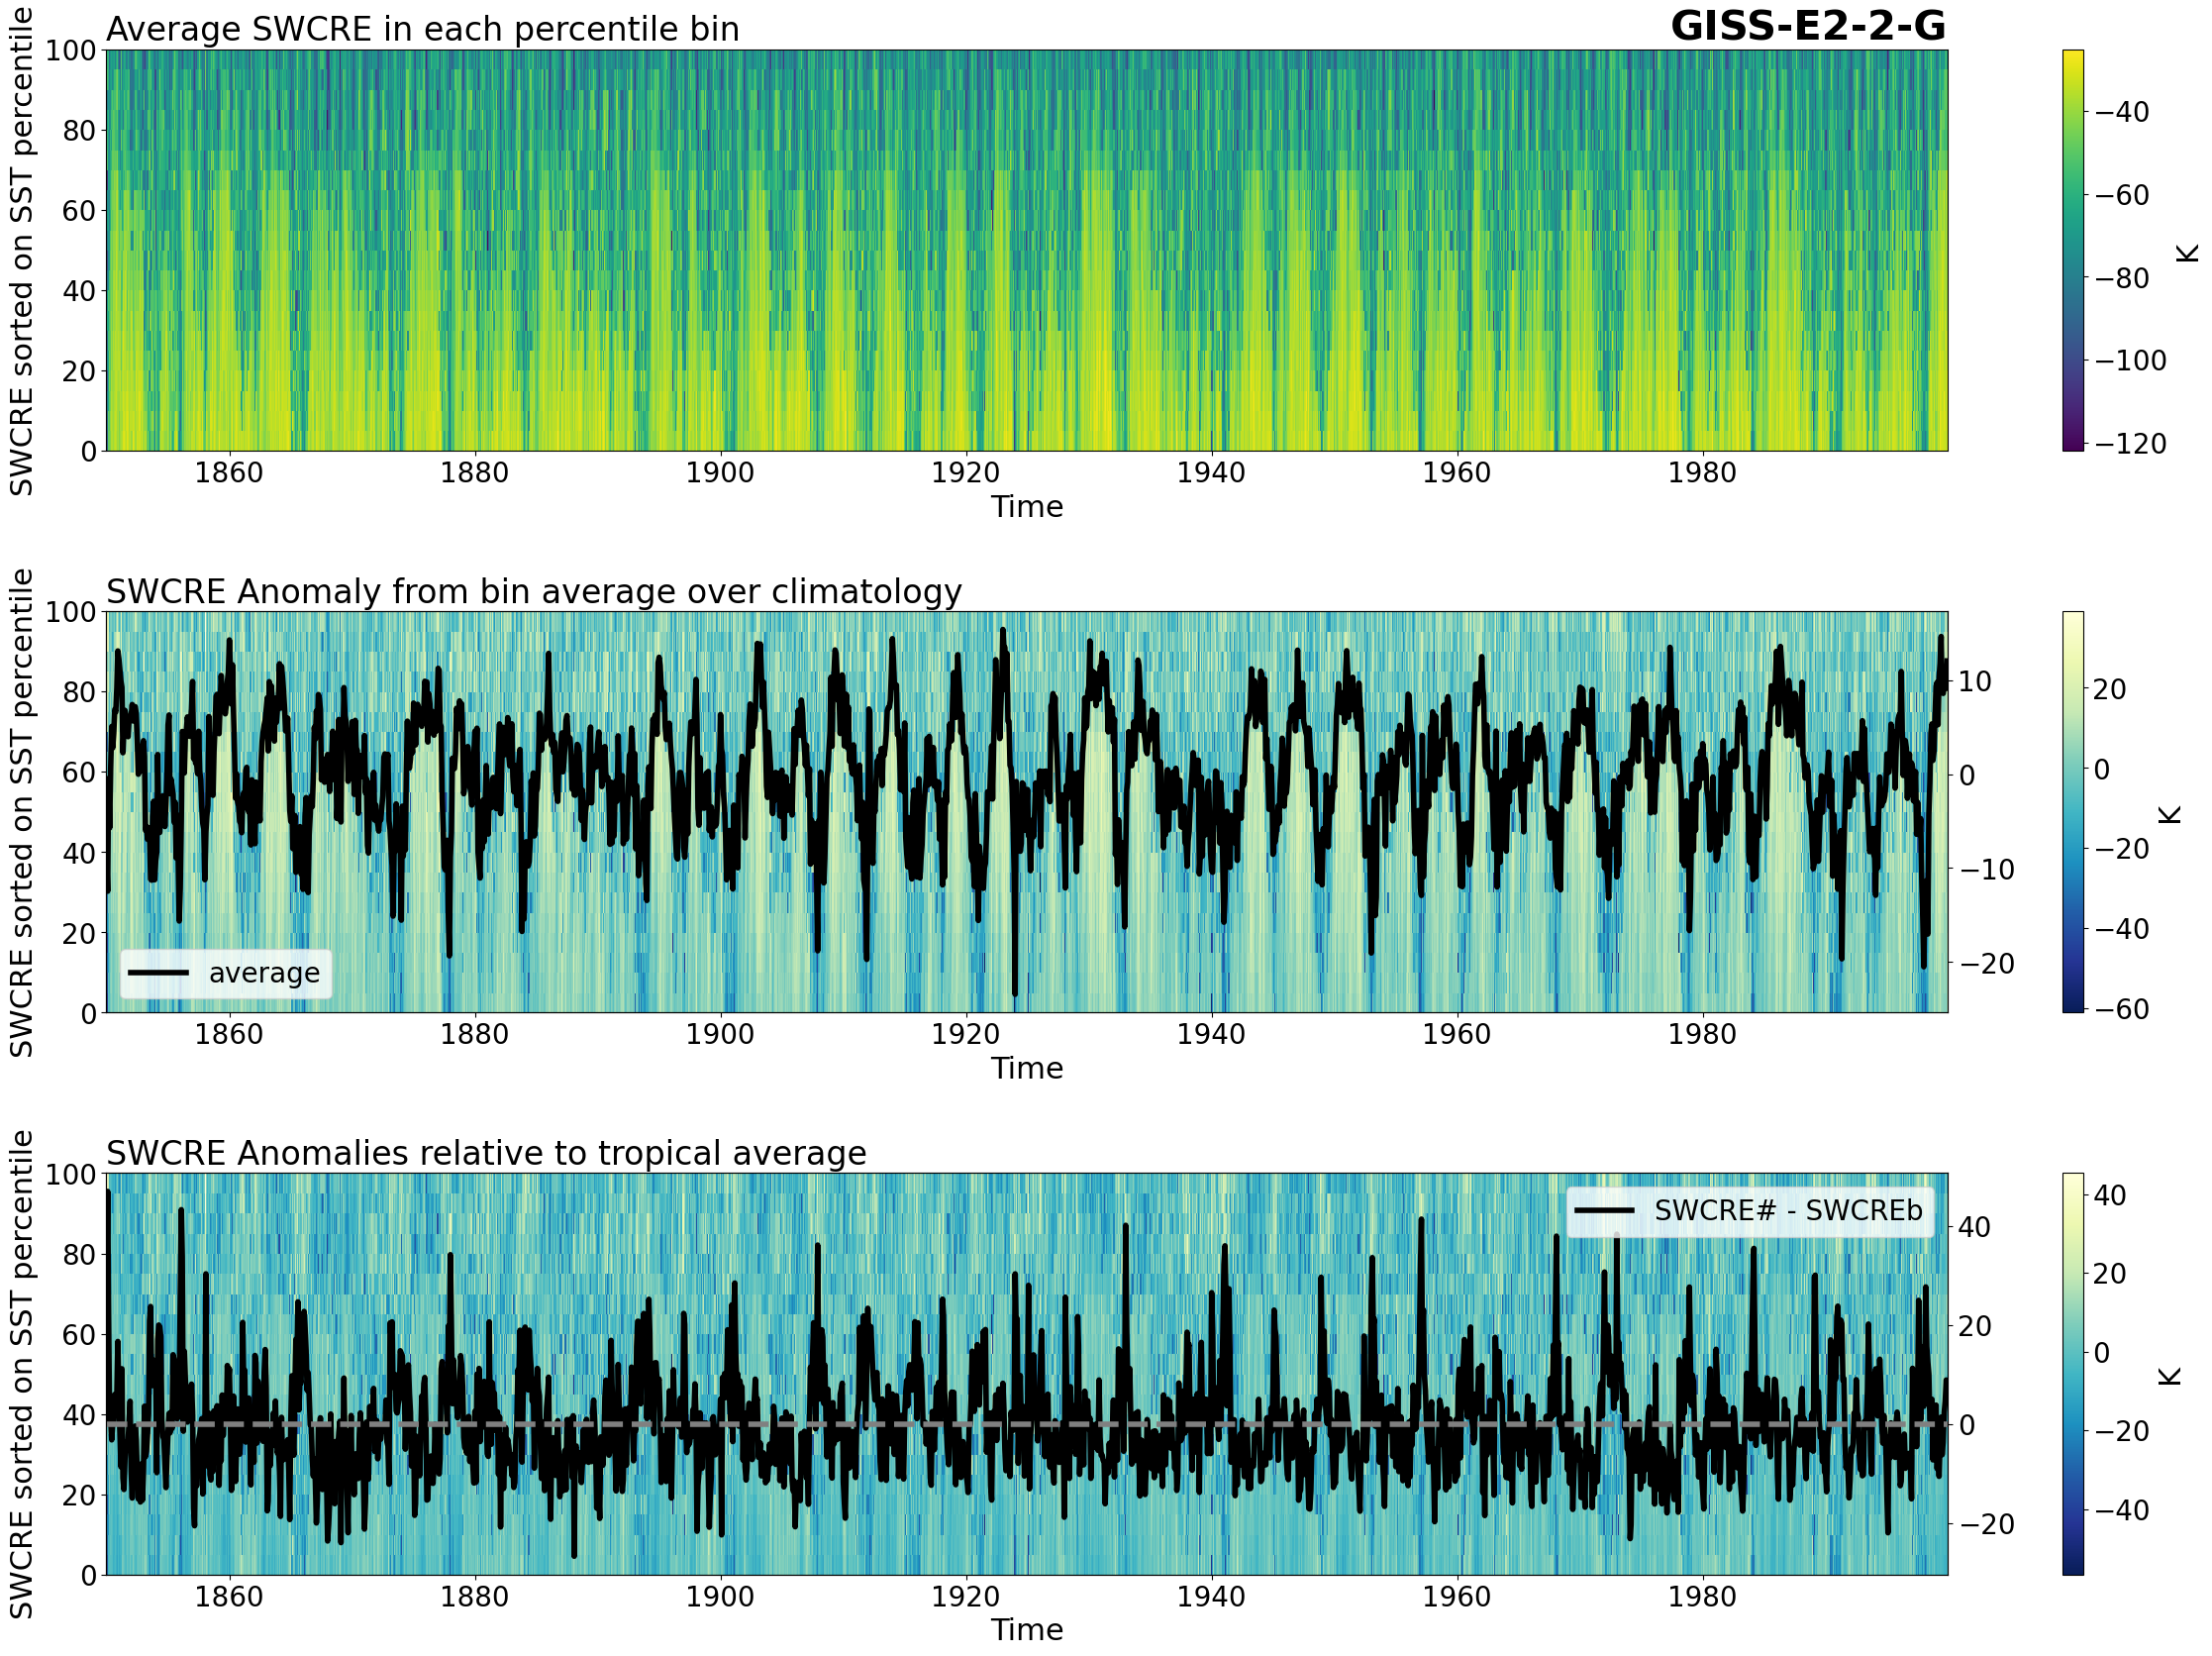 Average SWCRE in each percentile bin
GISS-E2-2-G
SWCRE sorted on SST percentile
100
80
60
40
20
0
1860 1880 1900 1920 1940 1960 1980
Time
−40
−60
−80
−100
−120
K
SWCRE Anomaly from bin average over climatology
SWCRE sorted on SST percentile
100
80
60
40
20
0
average
1860 1880 1900 1920 1940 1960 1980
Time
10
0
−10
−20
20
0
−20
−40
−60
K
SWCRE Anomalies relative to tropical average
SWCRE sorted on SST percentile
100
80
60
40
20
0
SWCRE# - SWCREb
1860 1880 1900 1920 1940 1960 1980
Time
40
20
0
−20
40
20
0
−20
−40
K